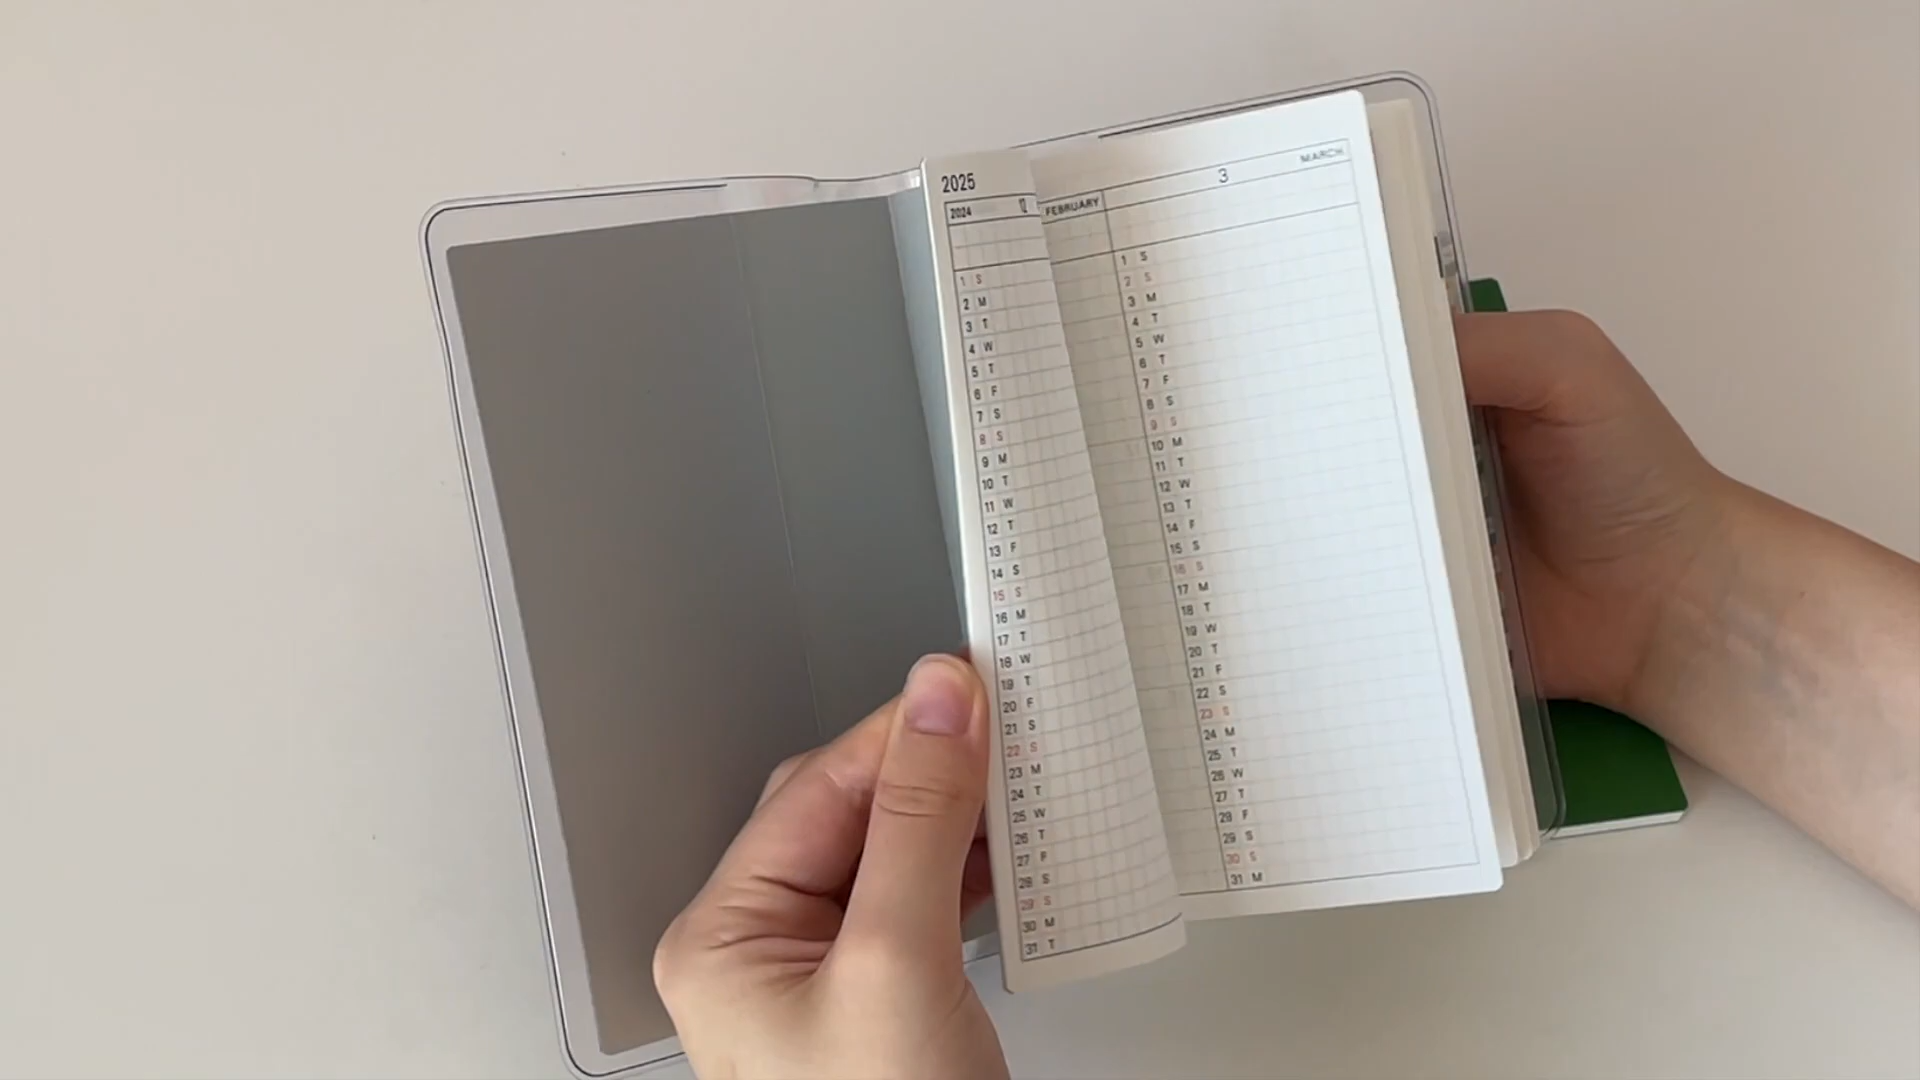 2025
2024 12
1 S
2 M
3 T
4 W
5 T
6 F
7 S
8 S
9 M
10 T
11 W
12 T
13 F
14 S
15 S
16 M
17 T
18 W
19 T
20 F
21 S
22 S
23 M
24 T
25 W
26 T
27 F
28 S
29 S
30 M
31 T
FEBRUARY
3 MARCH
1 S
2 S
3 M
4 T
5 W
6 T
7 F
8 S
9 S
10 M
11 T
12 W
13 T
14 F
15 S
16 S
17 M
18 T
19 W
20 T
21 F
22 S
23 S
24 M
25 T
26 W
27 T
28 F
29 S
30 S
31 M